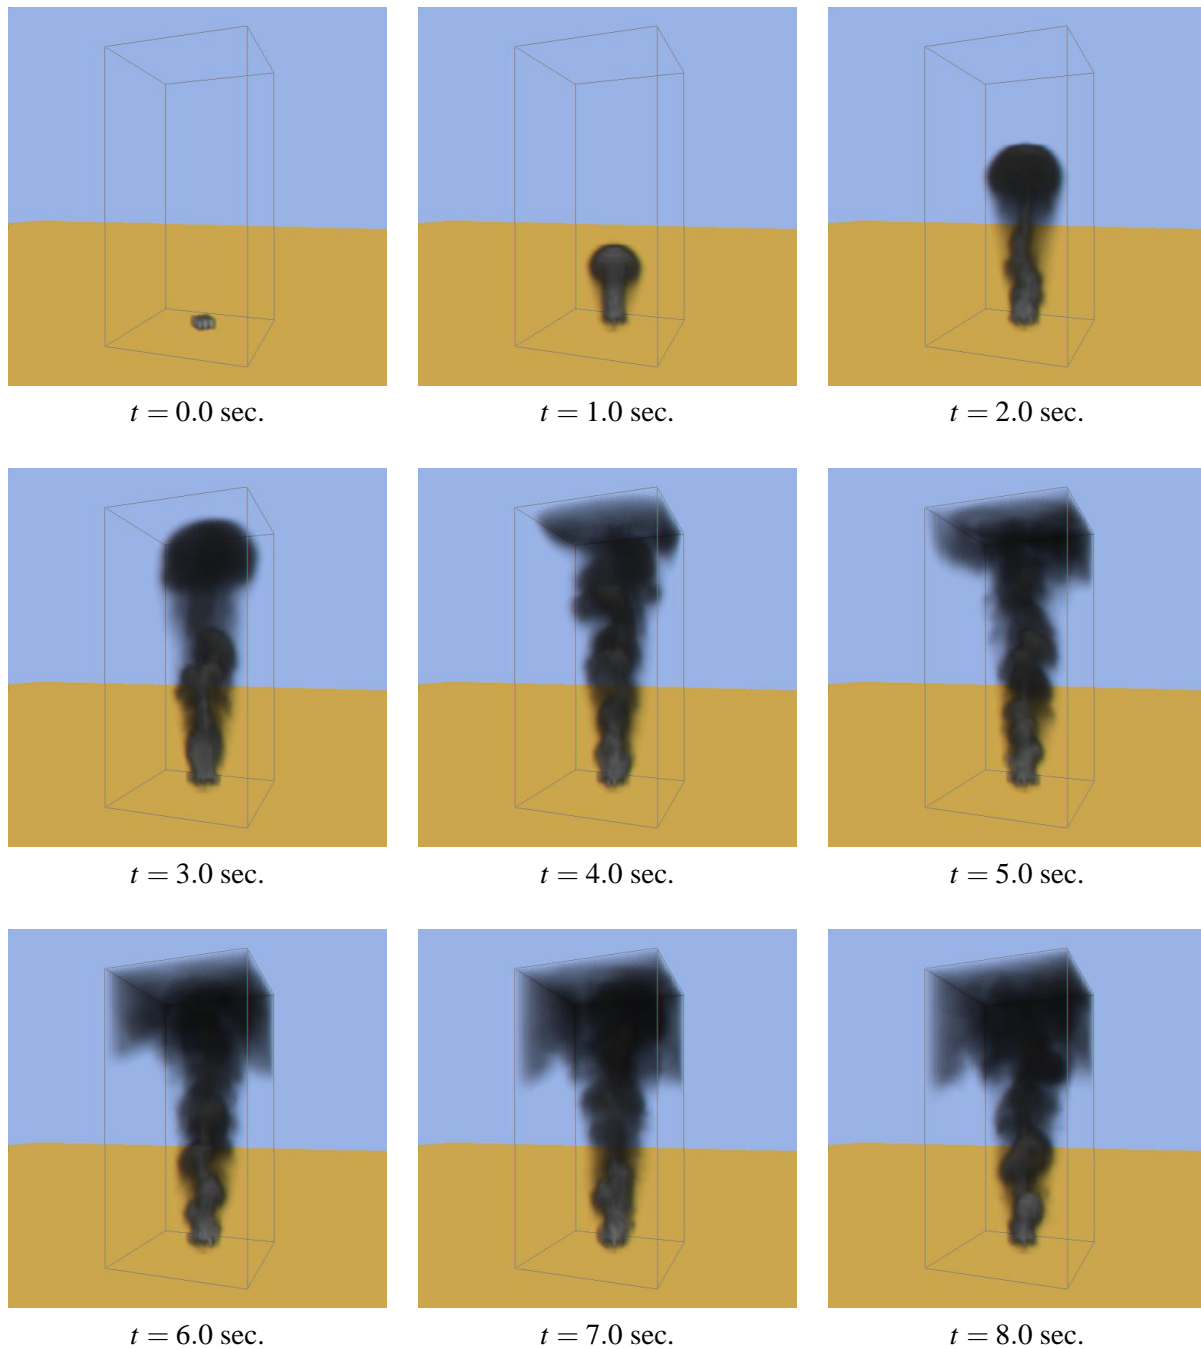 t = 0.0 sec.
t = 1.0 sec.
t = 2.0 sec.
t = 3.0 sec.
t = 4.0 sec.
t = 5.0 sec.
t = 6.0 sec.
t = 7.0 sec.
t = 8.0 sec.